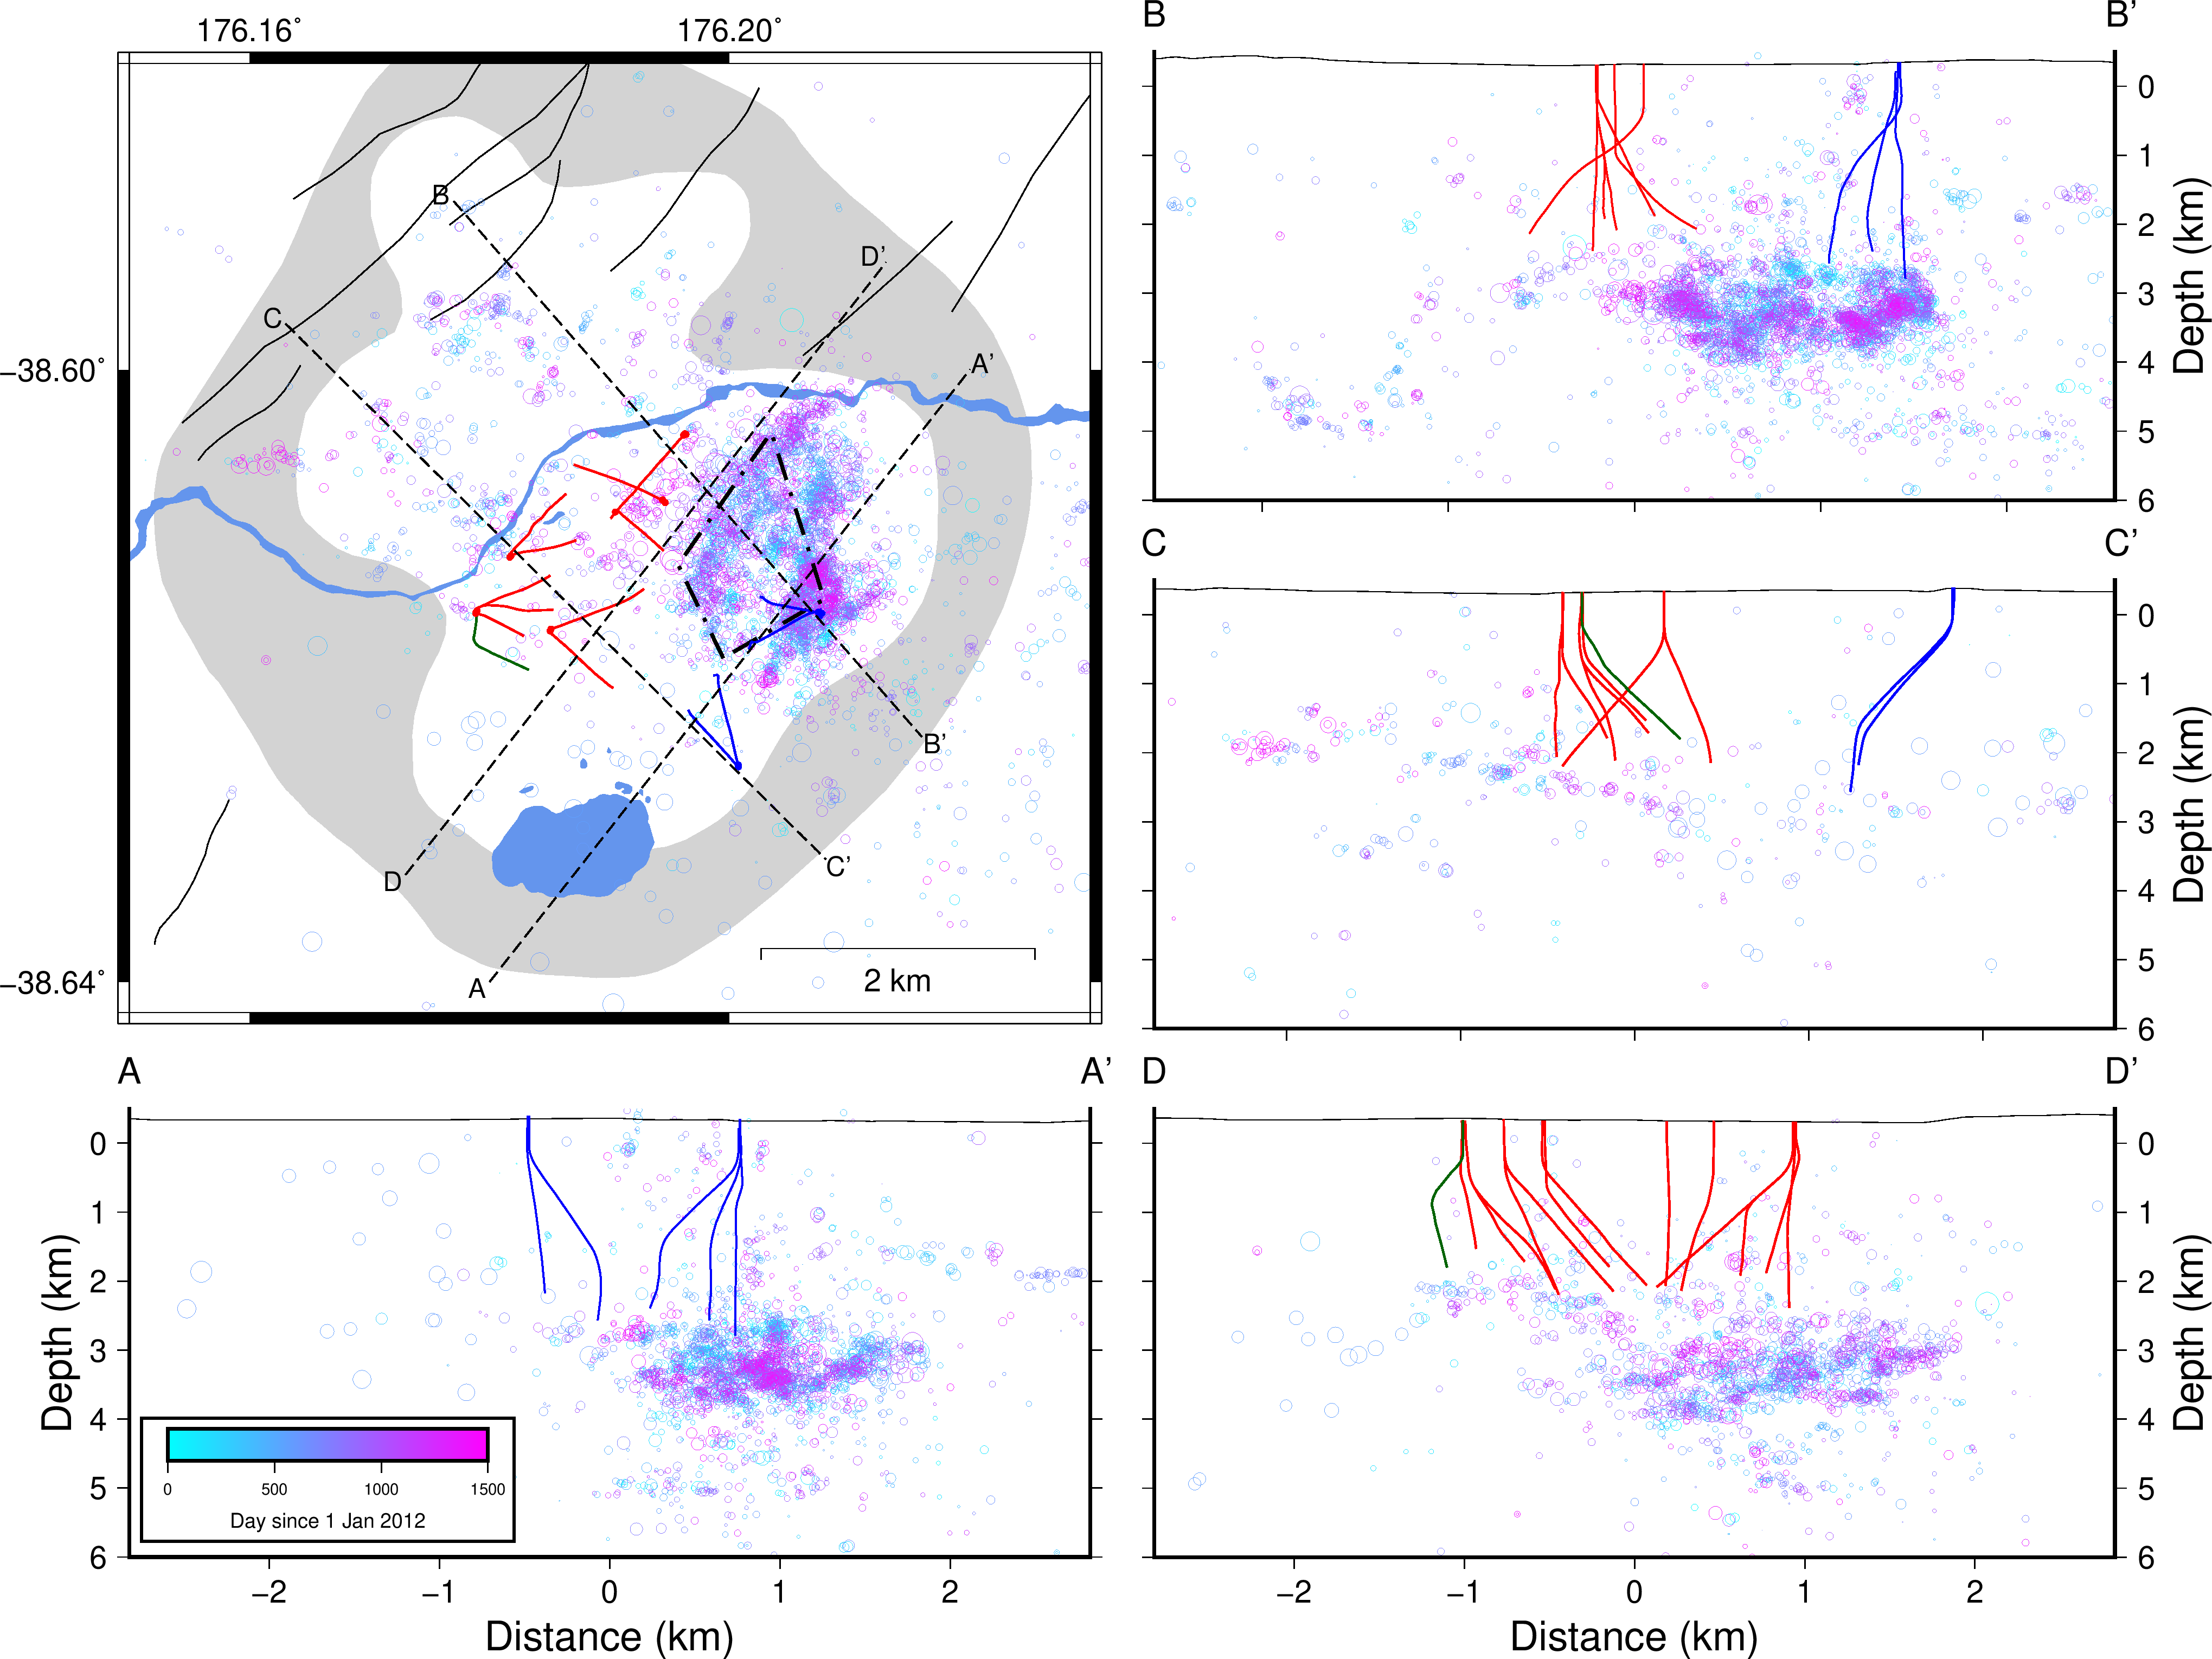 176.16˚ 176.20˚
−38.60˚
−38.64˚
B
D'
C
A'
B'
D
C'
A
2 km
B B'
0
1
2
3
4
5
6
Depth (km)
C C'
0
1
2
3
4
5
6
Depth (km)
A A'
0
1
2
3
4
5
6
Depth (km)
0 500 1000 1500
Day since 1 Jan 2012
−2 −1 0 1 2
Distance (km)
D D'
0
1
2
3
4
5
6
Depth (km)
−2 −1 0 1 2
Distance (km)